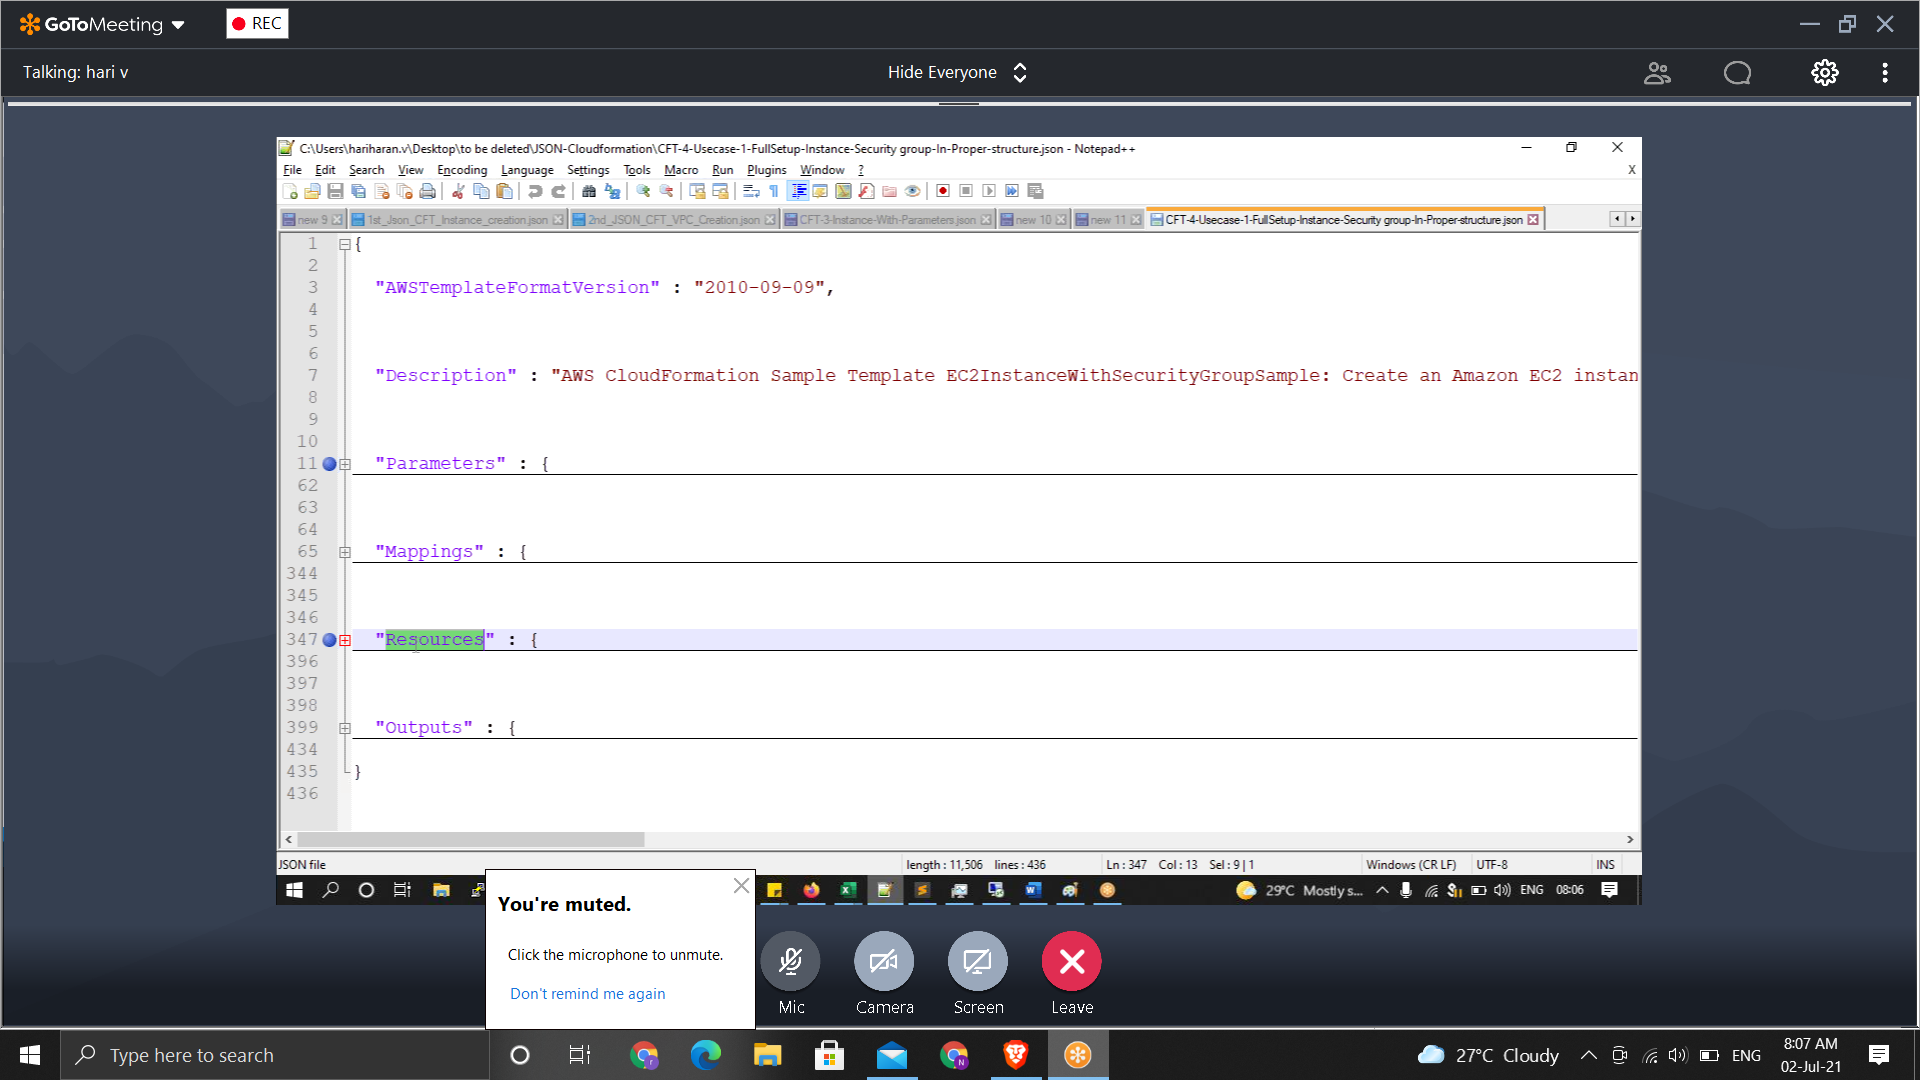 GoToMeeting
REC
Talking: hari v
Hide Everyone
C:\Users\hariharan.v\Desktop\to be deleted\JSON-Cloudformation\CFT-4-Usecase-1-FullSetup-Instance-Security group-In-Proper-structure.json - Notepad++
File Edit Search View Encoding Language Settings Tools Macro Run Plugins Window ?
X
new 9
1st_Json_CFT_Instance_creation.json
2nd_JSON_CFT_VPC_Creation.json
CFT-3-Instance-With-Parameters.json
new 10
new 11
CFT-4-Usecase-1-FullSetup-Instance-Security group-In-Proper-structure.json
1 {
2
3 "AWSTemplateFormatVersion" : "2010-09-09",
4
5
6
7 "Description" : "AWS CloudFormation Sample Template EC2InstanceWithSecurityGroupSample: Create an Amazon EC2 instan
8
9
10
11 "Parameters" : {
62
63
64
65 "Mappings" : {
344
345
346
347 "Resources" : {
396
397
398
399 "Outputs" : {
434
435 }
436
JSON file
length : 11,506 lines : 436
Ln : 347 Col : 13 Sel : 9 | 1
Windows (CR LF)
UTF-8
INS
29°C Mostly s...
ENG
08:06
You're muted.
Click the microphone to unmute.
Don't remind me again
Mic
Camera
Screen
Leave
Type here to search
27°C Cloudy
ENG
8:07 AM
02-Jul-21